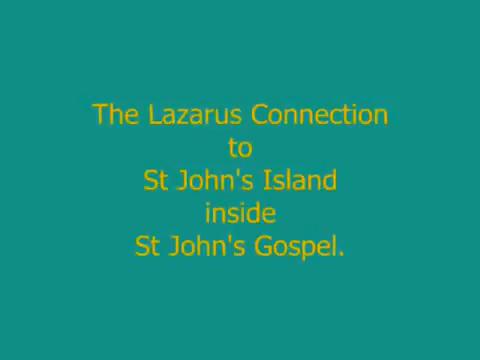 The Lazarus Connection
to
St John's Island
inside
St John's Gospel.